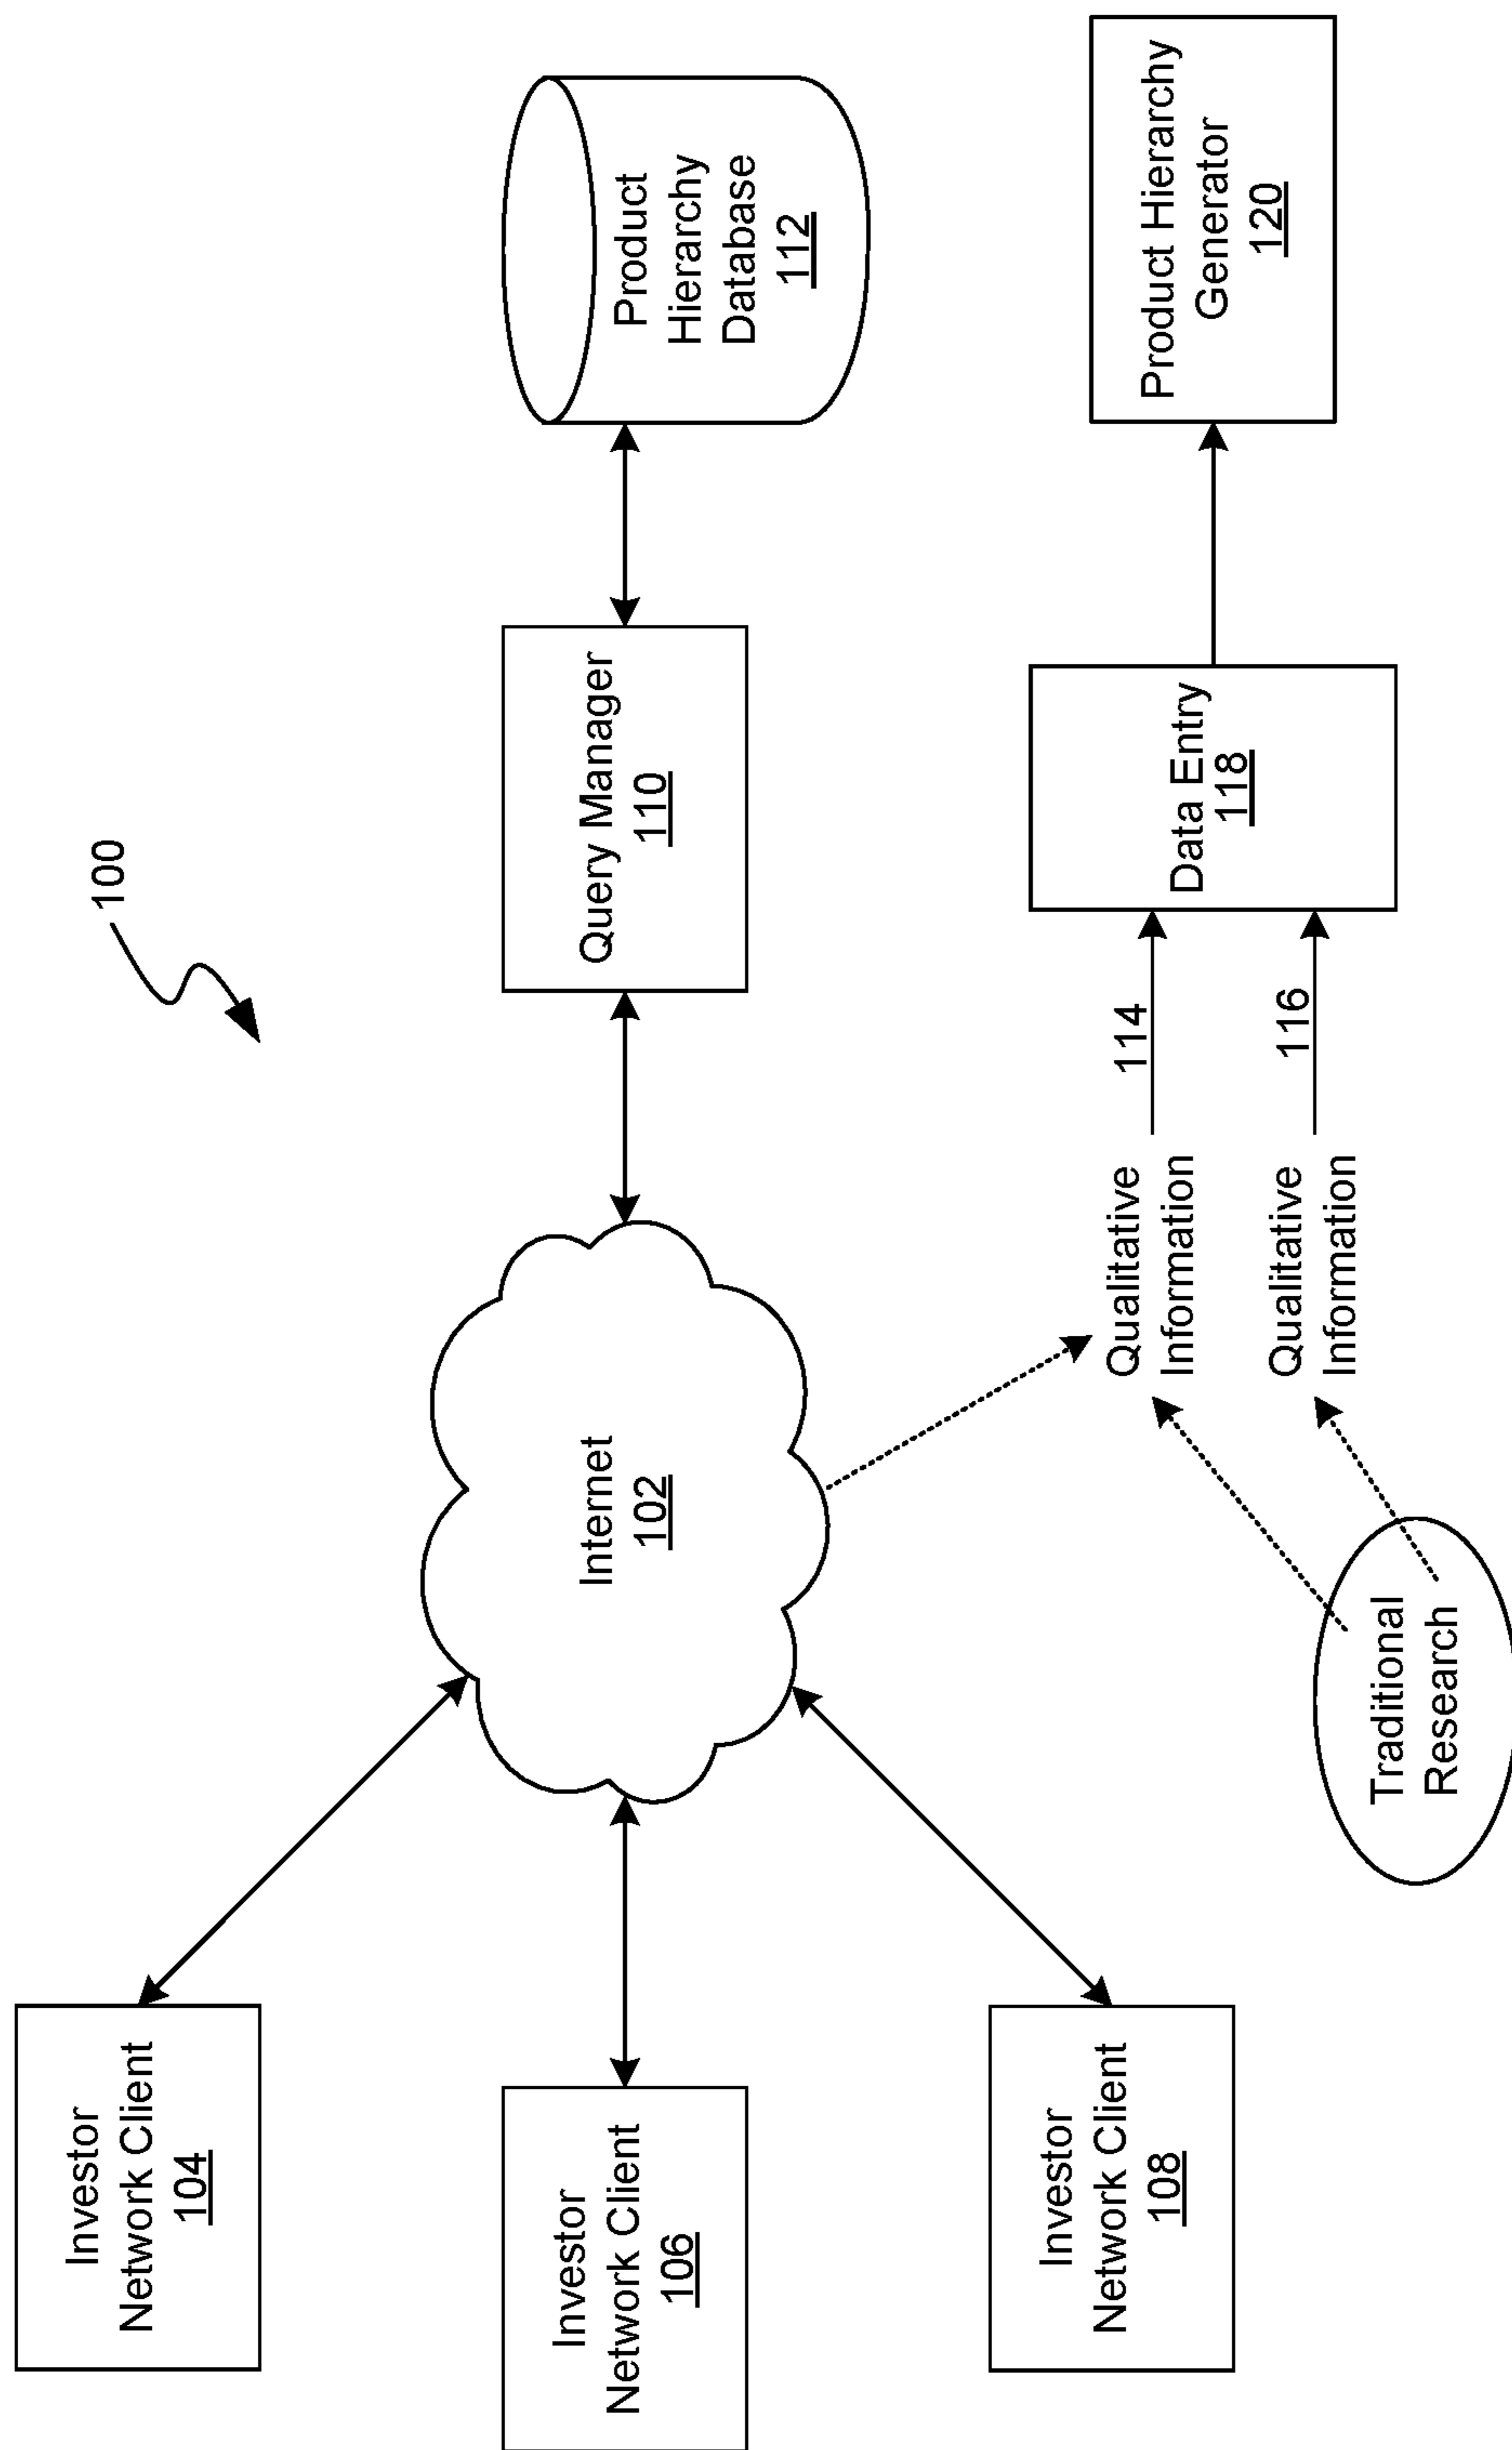 100
Investor
Network Client
104
Investor
Network Client
106
Investor
Network Client
108
Internet
102
Query Manager
110
Product
Hierarchy
Database
112
Traditional
Research
Qualitative
Information
114
Qualitative
Information
116
Data Entry
118
Product Hierarchy
Generator
120